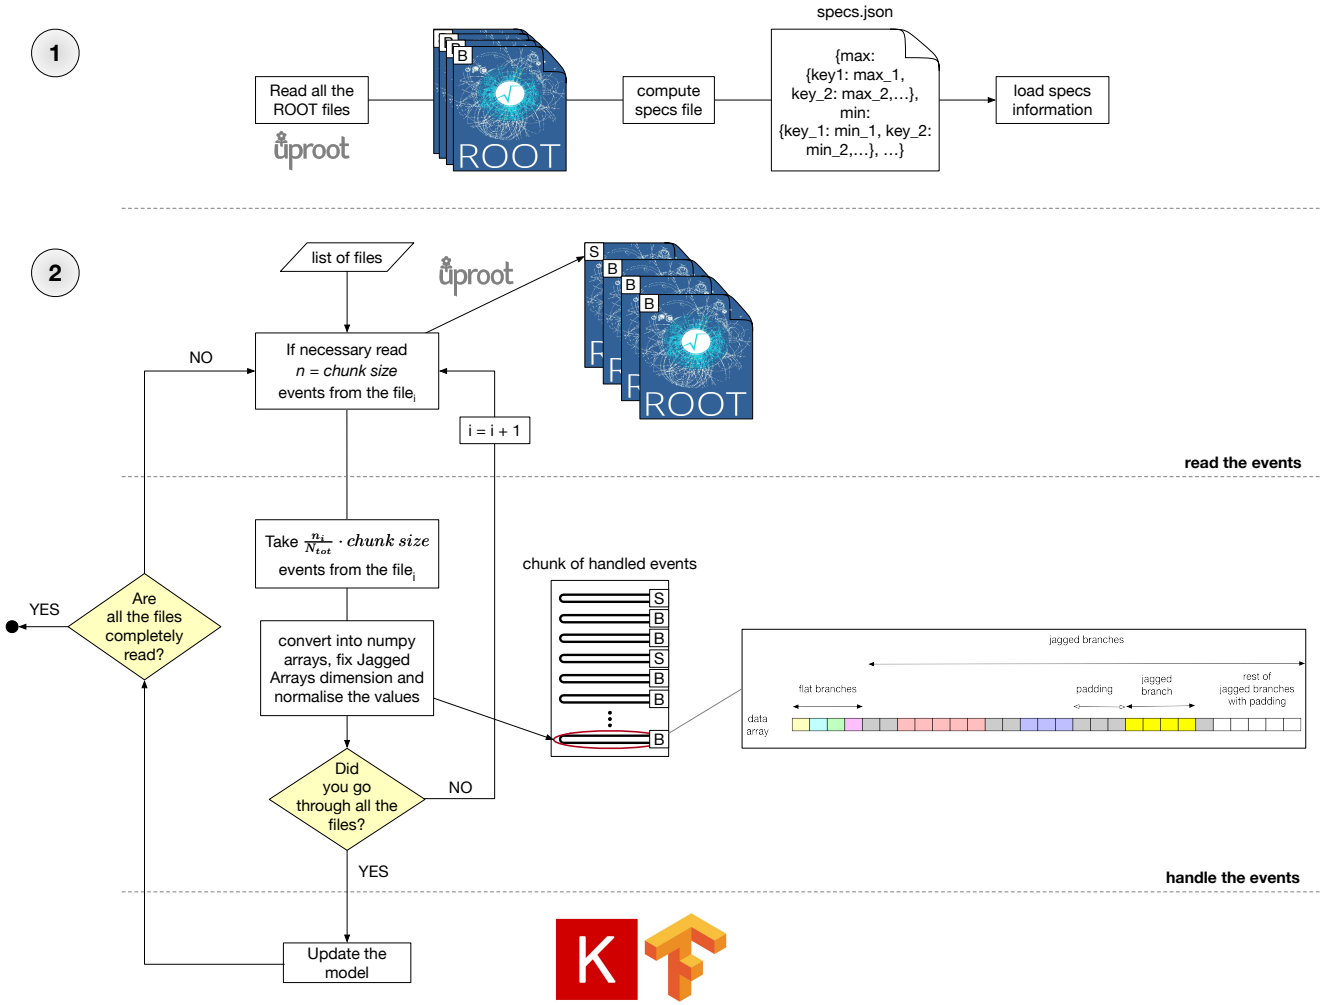 1
specs.json
Read all the
ROOT files
uproot
B
ROOT
compute
specs file
{max:
{key1: max_1,
key_2: max_2,…},
min:
{key_1: min_1, key_2:
min_2,…}, …}
load specs
information
2
list of files
uproot
S
B
B
B
R
F
F
ROOT
NO
If necessary read
n = chunk size
events from the file_i
i = i + 1
read the events
Take n_i/N_tot · chunk size
events from the file_i
chunk of handled events
S
B
B
S
B
B
B
Are
all the files
completely
read?
YES
convert into numpy
arrays, fix Jagged
Arrays dimension and
normalise the values
jagged branches
flat branches
padding
jagged
branch
rest of
jagged branches
with padding
data
array
Did
you go
through all the
files?
NO
YES
handle the events
Update the
model
K